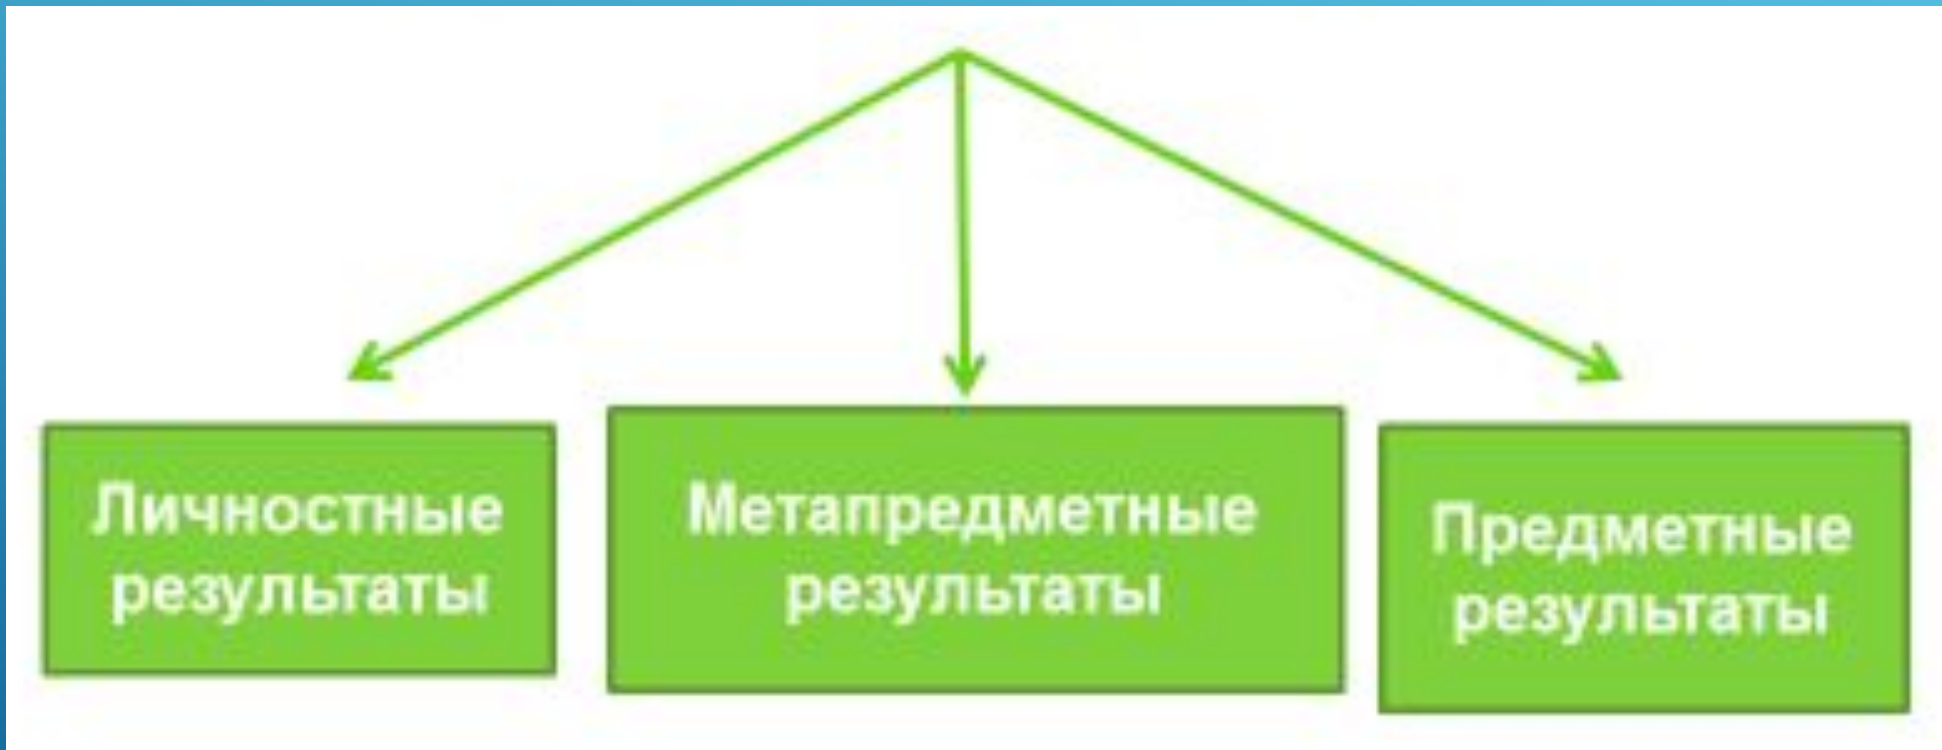 Личностные
результаты
Метапредметные
результаты
Предметные
результаты